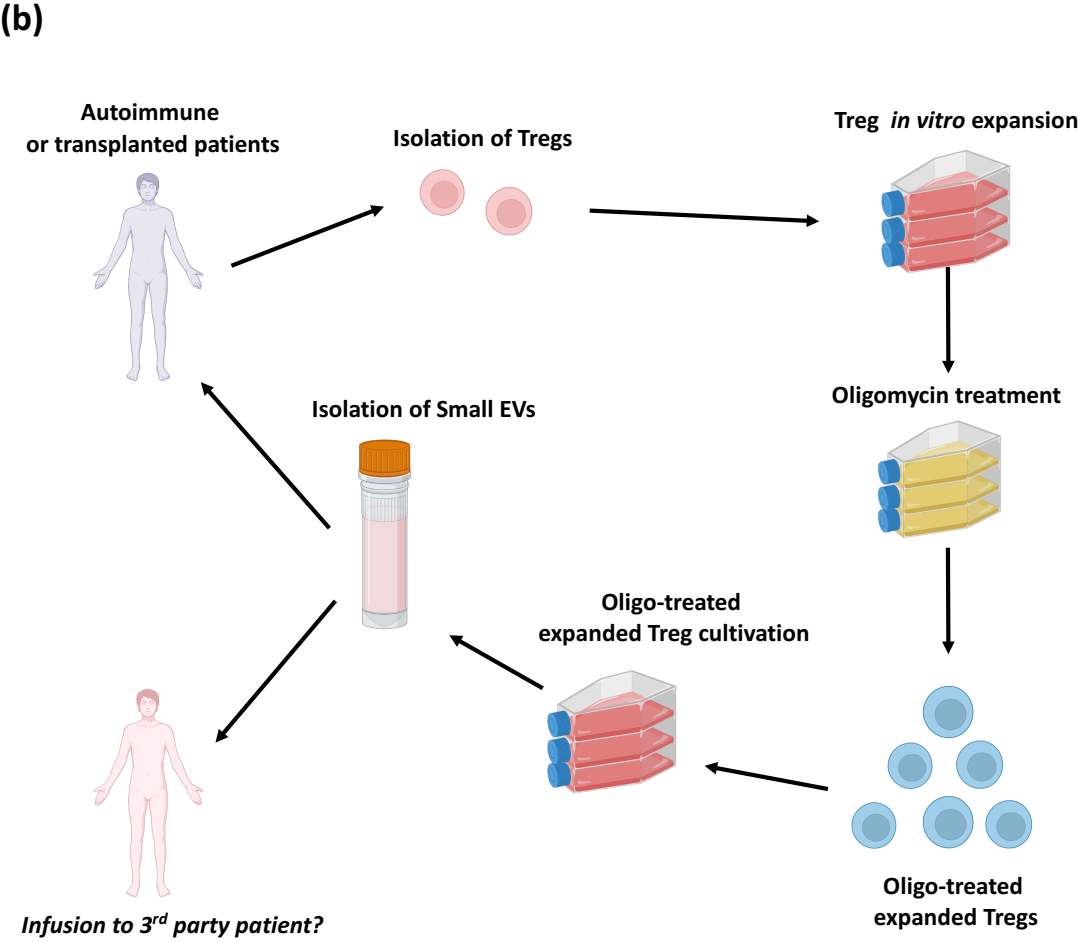 (b)
Autoimmune
or transplanted patients
Isolation of Tregs
Treg in vitro expansion
Oligomycin treatment
Isolation of Small EVs
Oligo-treated
expanded Treg cultivation
Oligo-treated
expanded Tregs
Infusion to 3rd party patient?